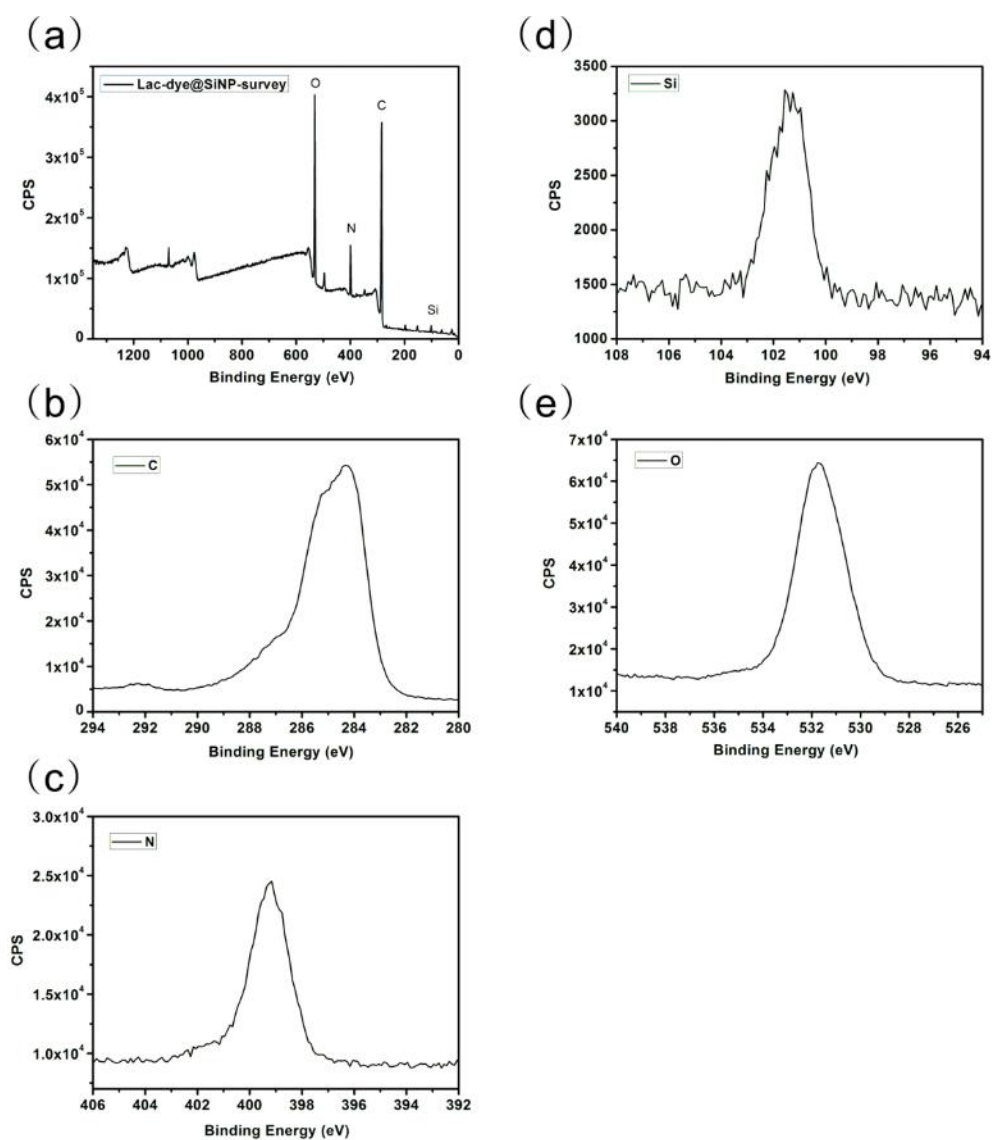 (a)
Lac-dye@SiNP-survey
O
C
N
Si
4x10⁵
3x10⁵
2x10⁵
1x10⁵
0
CPS
1200 1000 800 600 400 200 0
Binding Energy (eV)
(d)
Si
3500
3000
2500
2000
1500
1000
CPS
108 106 104 102 100 98 96 94
Binding Energy (eV)
(b)
C
6x10⁴
5x10⁴
4x10⁴
3x10⁴
2x10⁴
1x10⁴
0
CPS
294 292 290 288 286 284 282 280
Binding Energy (eV)
(e)
O
7x10⁴
6x10⁴
5x10⁴
4x10⁴
3x10⁴
2x10⁴
1x10⁴
CPS
540 538 536 534 532 530 528 526
Binding Energy (eV)
(c)
N
3.0x10⁴
2.5x10⁴
2.0x10⁴
1.5x10⁴
1.0x10⁴
CPS
406 404 402 400 398 396 394 392
Binding Energy (eV)